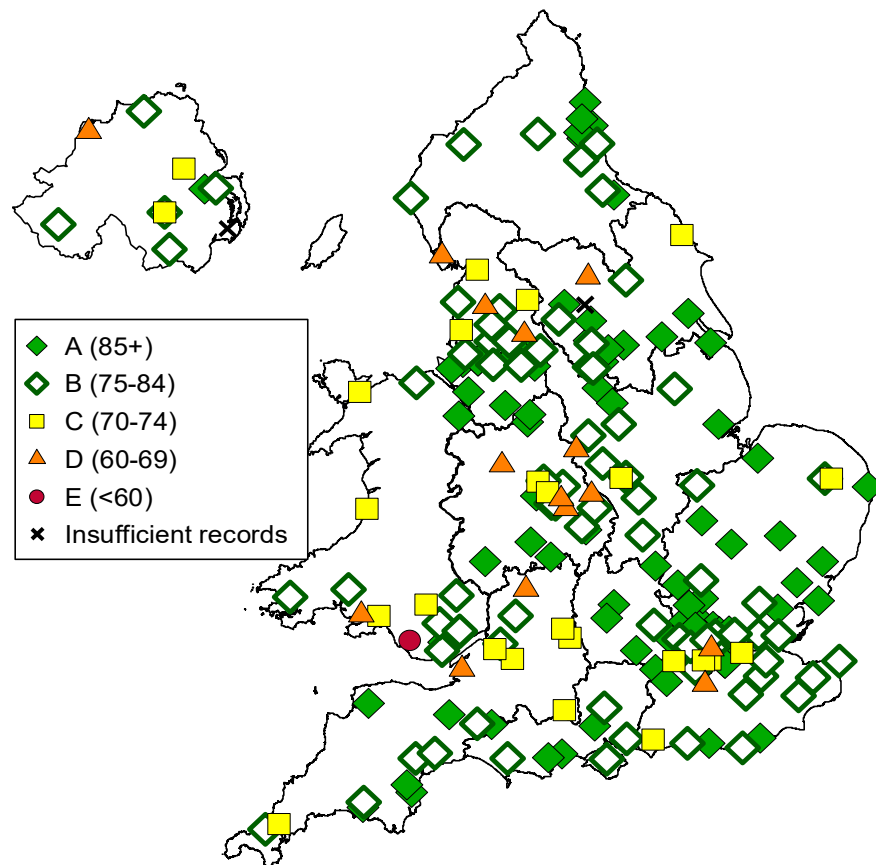 A (85+)
B (75-84)
C (70-74)
D (60-69)
E (<60)
Insufficient records